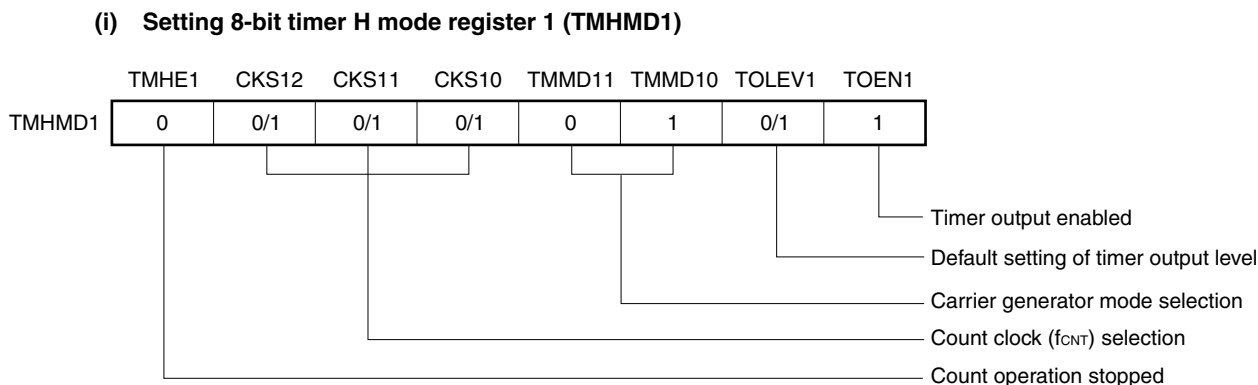 (i) Setting 8-bit timer H mode register 1 (TMHMD1)
TMHE1 CKS12 CKS11 CKS10 TMMD11 TMMD10 TOLEV1 TOEN1
TMHMD1 0 0/1 0/1 0/1 0 1 0/1 1
Timer output enabled
Default setting of timer output level
Carrier generator mode selection
Count clock (fCNT) selection
Count operation stopped